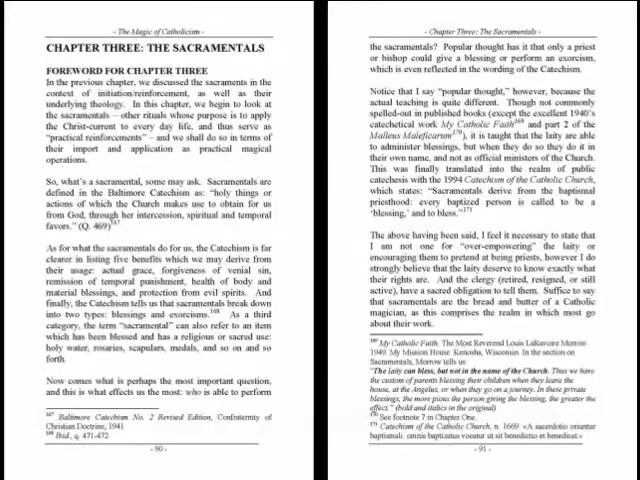 - The Magic of Catholicism -
CHAPTER THREE: THE SACRAMENTALS
FOREWORD FOR CHAPTER THREE
In the previous chapter, we discussed the sacraments in the
context of initiation/reinforcement, as well as their
underlying theology. In this chapter, we begin to look at
the sacramentals – other rituals whose purpose is to apply
the Christ-current to every day life, and thus serve as
“practical reinforcements” – and we shall do so in terms of
their import and application as practical magical
operations.
So, what’s a sacramental, some may ask. Sacramentals are
defined in the Baltimore Catechism as: “holy things or
actions of which the Church makes use to obtain for us
from God, through her intercession, spiritual and temporal
favors.” (Q. 469)167
As for what the sacramentals do for us, the Catechism is far
clearer in listing five benefits which we may derive from
their usage: actual grace, forgiveness of venial sin,
remission of temporal punishment, health of body and
material blessings, and protection from evil spirits. And
finally, the Catechism tells us that sacramentals break down
into two types: blessings and exorcisms.168 As a third
category, the term “sacramental” can also refer to an item
which has been blessed and has a religious or sacred use:
holy water, rosaries, scapulars, medals, and so on and so
forth.
Now comes what is perhaps the most important question,
and this is what effects us the most: who is able to perform
167 Baltimore Catechism No. 2 Revised Edition, Confraternity of
Christian Doctrine, 1941
168 Ibid., q. 471-472
- 90 -
- Chapter Three: The Sacramentals -
the sacramentals? Popular thought has it that only a priest
or bishop could give a blessing or perform an exorcism,
which is even reflected in the wording of the Catechism.
Notice that I say “popular thought,” however, because the
actual teaching is quite different. Though not commonly
spelled-out in published books (except the excellent 1940’s
catechetical work My Catholic Faith169 and part 2 of the
Malleus Maleficarum170), it is taught that the laity are able
to administer blessings, but when they do so they do it in
their own name, and not as official ministers of the Church.
This was finally translated into the realm of public
catechesis with the 1994 Catechism of the Catholic Church,
which states: “Sacramentals derive from the baptismal
priesthood: every baptized person is called to be a
‘blessing,’ and to bless.”171
The above having been said, I feel it necessary to state that
I am not one for “over-empowering” the laity or
encouraging them to pretend at being priests, however I do
strongly believe that the laity deserve to know exactly what
their rights are. And the clergy (retired, resigned, or still
active), have a sacred obligation to tell them. Suffice to say
that sacramentals are the bread and butter of a Catholic
magician, as this comprises the realm in which most go
about their work.
169 My Catholic Faith. The Most Reverend Louis LaRavoire Morrow.
1949. My Mission House. Kenosha, Wisconsin. In the section on
Sacramentals, Morrow tells us:
“The laity can bless, but not in the name of the Church. Thus we have
the custom of parents blessing their children when they leave the
house, at the Angelus, or when they go on a journey. In these private
blessings, the more pious the person giving the blessing, the greater the
effect.” (bold and italics in the original)
170 See footnote 7 in Chapter One.
171 Catechism of the Catholic Church, n. 1669: «A sacerdotio oriuntur
baptismali: omnis baptizatus vocatur ut sit benedictio et benedicat.»
- 91 -